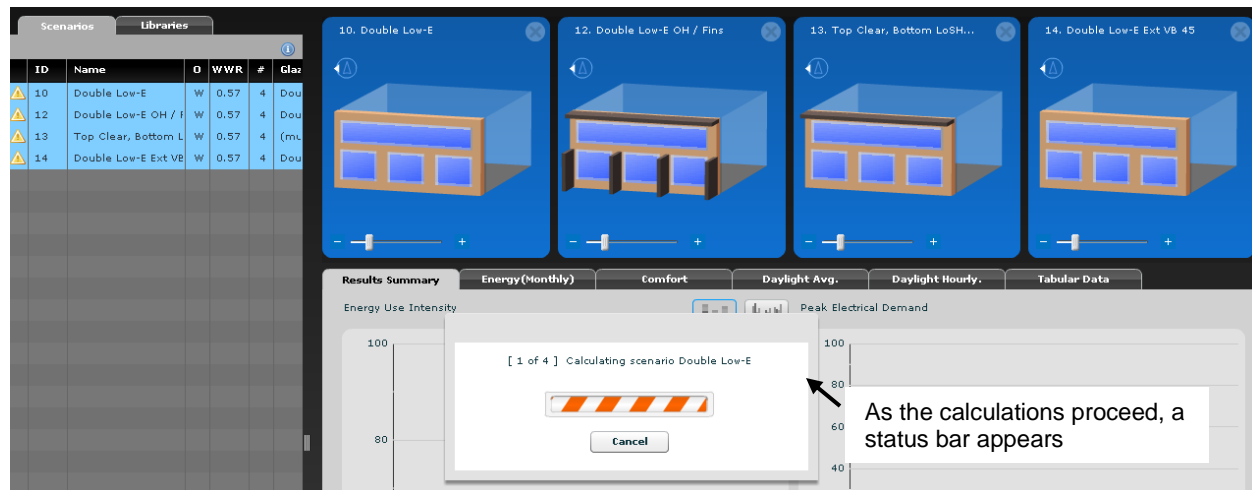 Scenarios Libraries
ID Name O WWR # Glaz
10 Double Low-E W 0.57 4 Dou
12 Double Low-E OH / F W 0.57 4 Dou
13 Top Clear, Bottom L W 0.57 4 (mu
14 Double Low-E Ext VB W 0.57 4 Dou
10. Double Low-E
12. Double Low-E OH / Fins
13. Top Clear, Bottom LoSH...
14. Double Low-E Ext VB 45
- +
- +
- +
- +
Results Summary Energy(Monthly) Comfort Daylight Avg. Daylight Hourly. Tabular Data
Energy Use Intensity
Peak Electrical Demand
100
80
[ 1 of 4 ] Calculating scenario Double Low-E
Cancel
100
80
60
40
As the calculations proceed, a
status bar appears